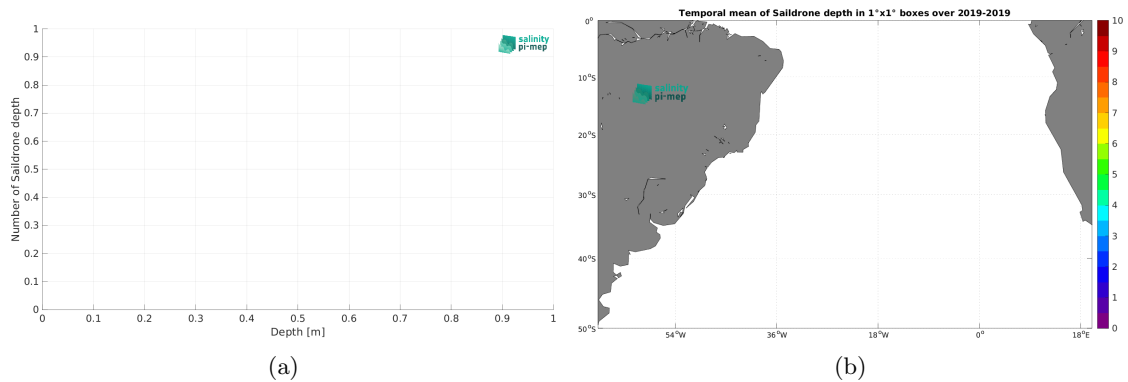 1
0.9
0.8
0.7
0.6
0.5
0.4
0.3
0.2
0.1
0
Number of Saildrone depth
0 0.1 0.2 0.3 0.4 0.5 0.6 0.7 0.8 0.9 1
Depth [m]
salinity
pi-mep
(a)
Temporal mean of Saildrone depth in 1°x1° boxes over 2019-2019
0°
10°S
20°S
30°S
40°S
50°S
54°W 36°W 18°W 0° 18°E
salinity
pi-mep
10
9
8
7
6
5
4
3
2
1
0
(b)